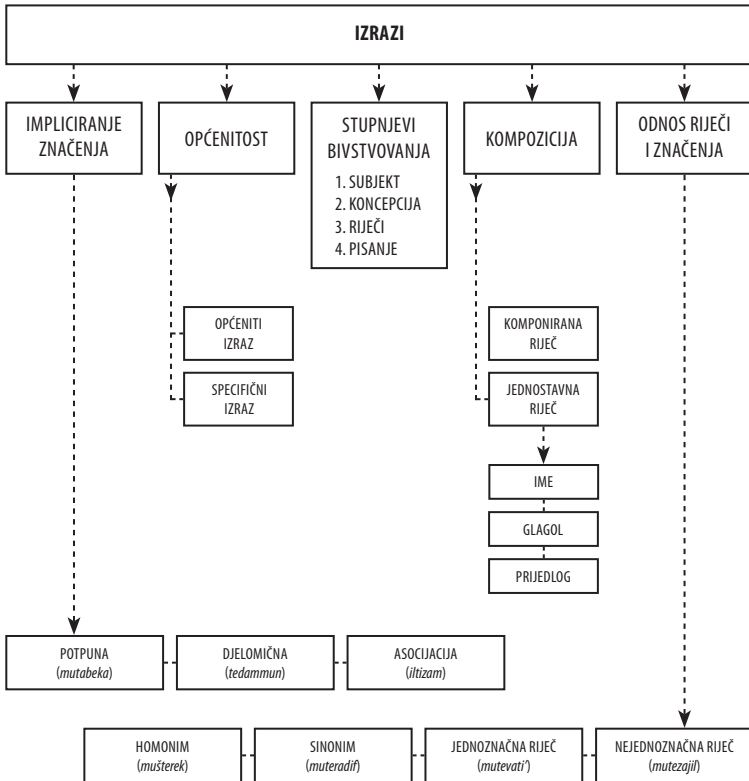 IZRAZI
IMPLICIRANJE
ZNAČENJA
OPĆENITOST
STUPNJEVI
BIVSTVOVANJA
1. SUBJEKT
2. KONCEPCIJA
3. RIJEČI
4. PISANJE
KOMPOZICIJA
ODNOS RIJEČI
I ZNAČENJA
OPĆENITI
IZRAZ
SPECIFIČNI
IZRAZ
KOMPONIRANA
RIJEČ
JEDNOSTAVNA
RIJEČ
IME
GLAGOL
PRIJEDLOG
POTPUNA
(mutabeka)
DJELOMIČNA
(tedammun)
ASOCIJACIJA
(iltizam)
HOMONIM
(mušterek)
SINONIM
(muteradif)
JEDNOZNAČNA RIJEČ
(mutevati’)
NEJEDNOZNAČNA RIJEČ
(mutezajil)